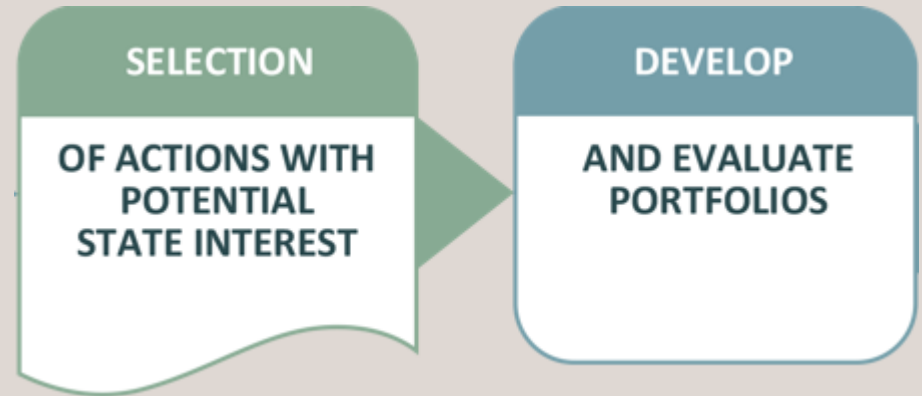 SELECTION
OF ACTIONS WITH
POTENTIAL
STATE INTEREST
DEVELOP
AND EVALUATE
PORTFOLIOS